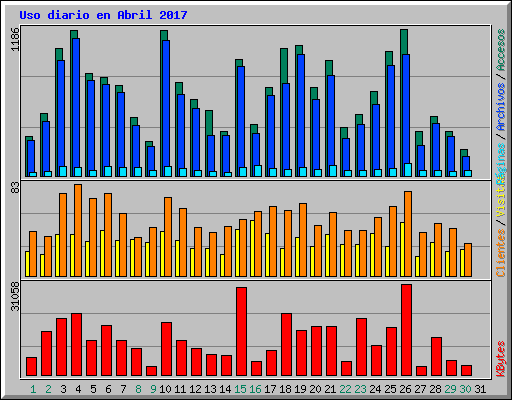 Uso diario en Abril 2017
1186
83
31058
KBytes
Clientes / Visitas
Páginas / Archivos / Accesos
1 2 3 4 5 6 7 8 9 10 11 12 13 14 15 16 17 18 19 20 21 22 23 24 25 26 27 28 29 30 31